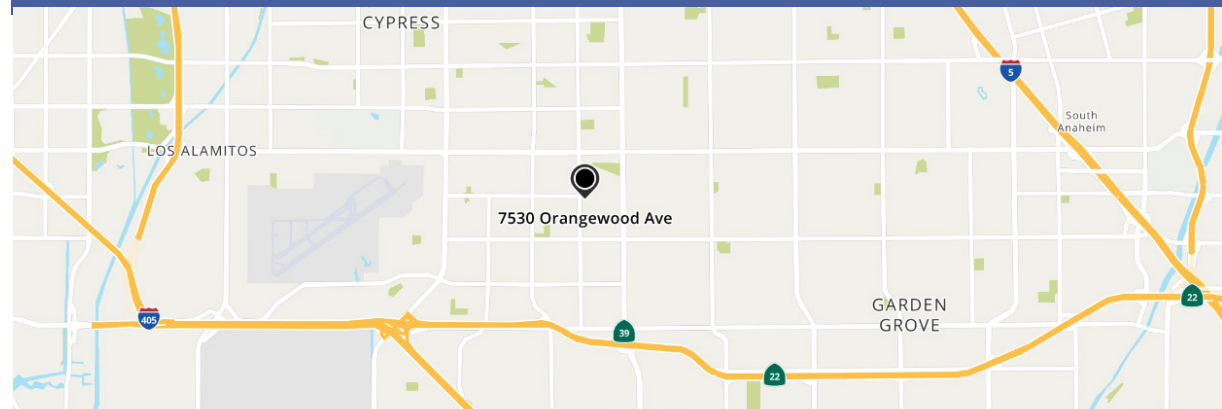 CYPRESS
5
South
Anaheim
LOS ALAMITOS
7530 Orangewood Ave
22
GARDEN
GROVE
405
39
22